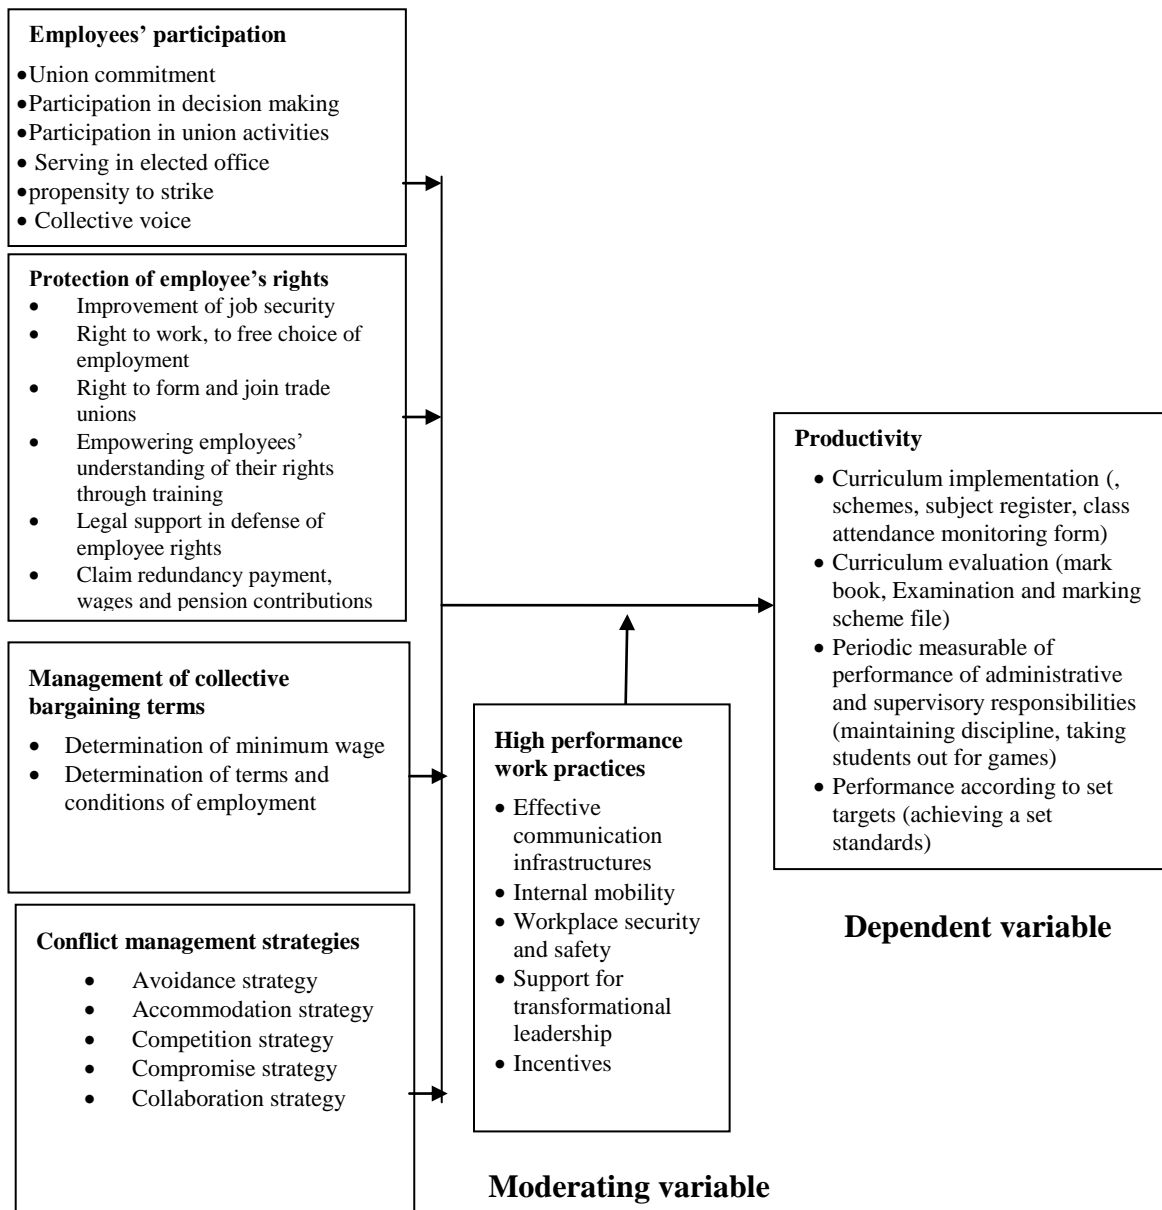 Employees’ participation
•Union commitment
•Participation in decision making
•Participation in union activities
• Serving in elected office
•propensity to strike
• Collective voice
Protection of employee’s rights
• Improvement of job security
• Right to work, to free choice of
employment
• Right to form and join trade
unions
• Empowering employees’
understanding of their rights
through training
• Legal support in defense of
employee rights
• Claim redundancy payment,
wages and pension contributions
Management of collective
bargaining terms
• Determination of minimum wage
• Determination of terms and
conditions of employment
Conflict management strategies
• Avoidance strategy
• Accommodation strategy
• Competition strategy
• Compromise strategy
• Collaboration strategy
High performance
work practices
• Effective
communication
infrastructures
• Internal mobility
• Workplace security
and safety
• Support for
transformational
leadership
• Incentives
Moderating variable
Productivity
• Curriculum implementation (,
schemes, subject register, class
attendance monitoring form)
• Curriculum evaluation (mark
book, Examination and marking
scheme file)
• Periodic measurable of
performance of administrative
and supervisory responsibilities
(maintaining discipline, taking
students out for games)
• Performance according to set
targets (achieving a set
standards)
Dependent variable